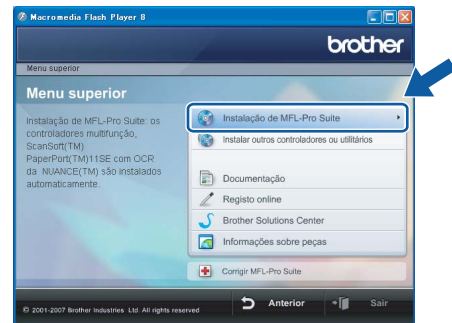 Macromedia Flash Player 8
brother
Menu superior
Menu superior
Instalação de MFL-Pro Suite: os
controladores multifunção,
ScanSoft(TM)
PaperPort(TM)11SE com OCR
da NUANCE(TM) são instalados
automaticamente.
Instalação de MFL-Pro Suite
Instalar outros controladores ou utilitários
Documentação
Registo online
Brother Solutions Center
Informações sobre peças
Corrigir MFL-Pro Suite
© 2001-2007 Brother Industries Ltd. All rights reserved
Anterior
Sair